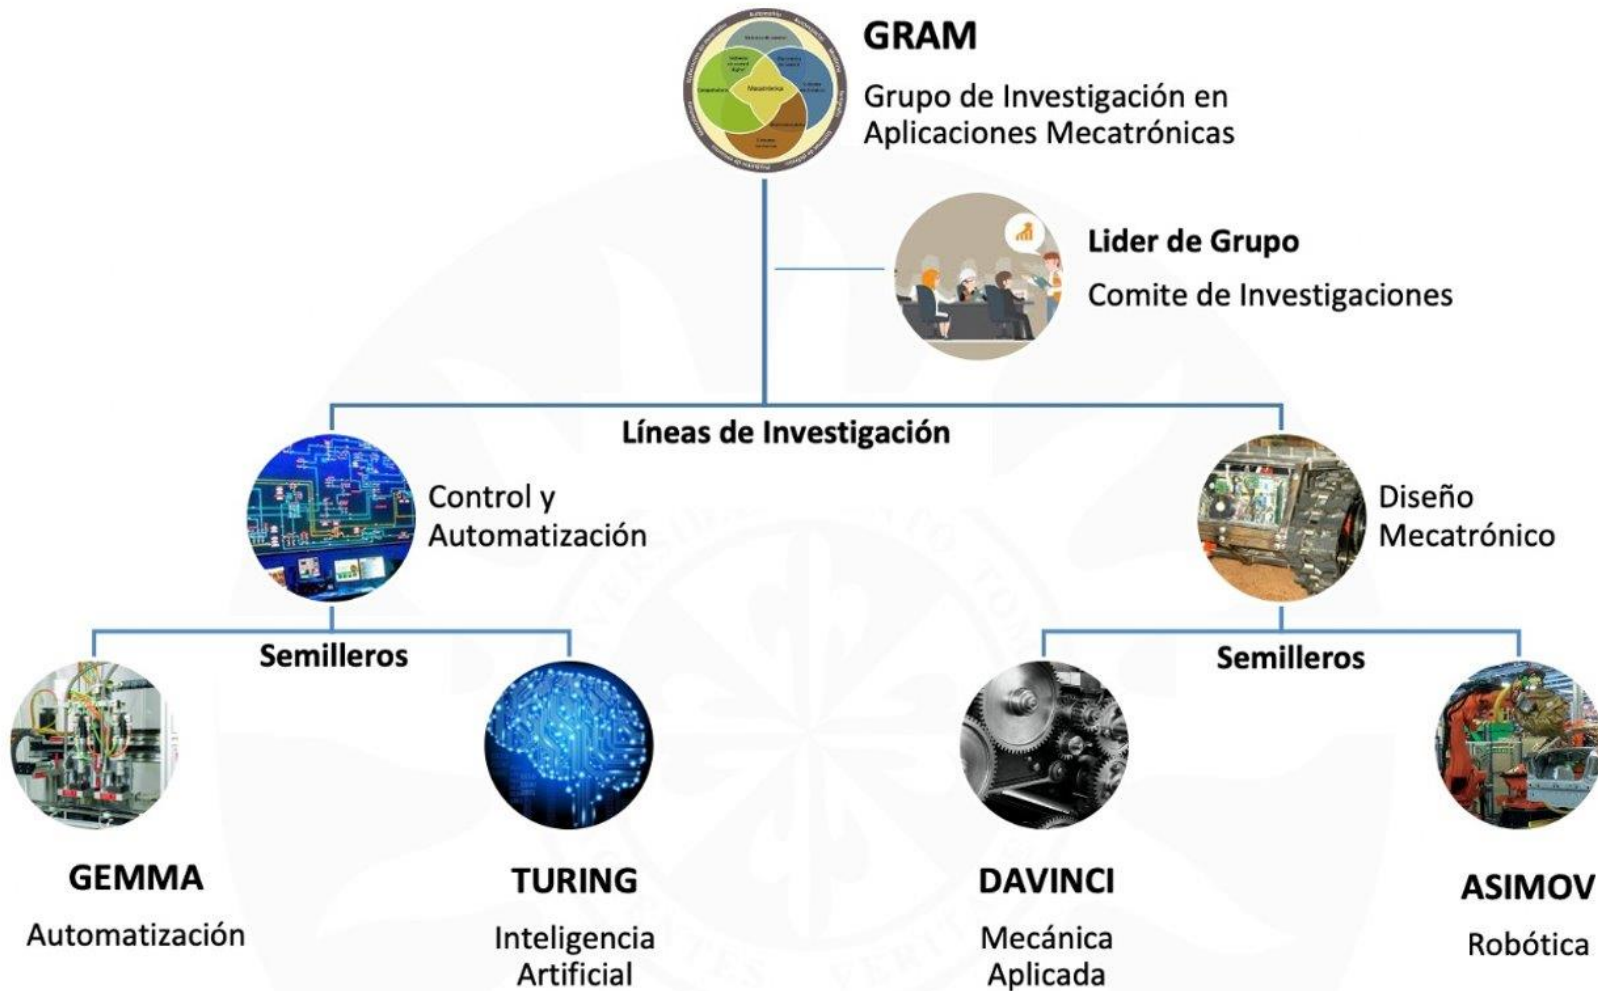 GRAM
Grupo de Investigación en
Aplicaciones Mecatrónicas
Mecatrónica
Lider de Grupo
Comite de Investigaciones
Líneas de Investigación
Control y
Automatización
Diseño
Mecatrónico
Semilleros
Semilleros
GEMMA
Automatización
TURING
Inteligencia
Artificial
DAVINCI
Mecánica
Aplicada
ASIMOV
Robótica